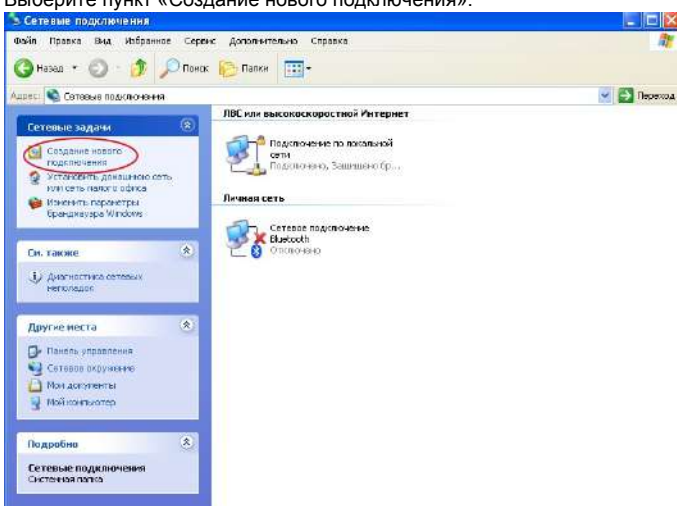 Выберите пункт «Создание нового подключения».
Сетевые подключения
Файл Правка Вид Избранное Сервис Дополнительно Справка
Назад Поиск Папки
Адрес: Сетевые подключения Переход
Сетевые задачи
Создание нового
подключения
Установить домашнюю сеть
или сеть малого офиса
Изменить параметры
брандмауэра Windows
См. также
Диагностика сетевых
неполадок
Другие места
Панель управления
Сетевое окружение
Мои документы
Мой компьютер
Подробно
Сетевые подключения
Системная папка
ЛВС или высокоскоростной Интернет
Подключение по локальной
сети
Подключено, Защищено бр...
Личная сеть
Сетевое подключение
Bluetooth
Отключено